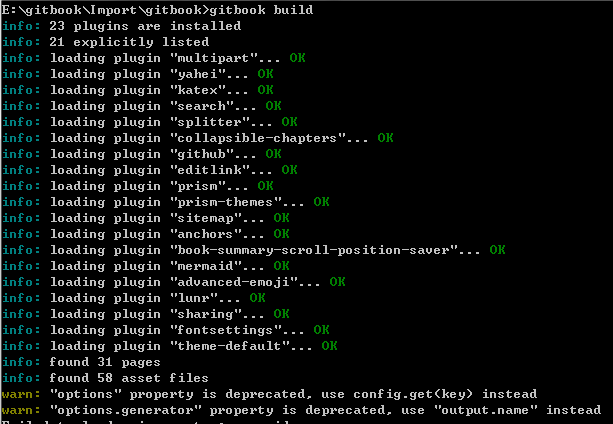 E:\gitbook\Import\gitbook>gitbook build
info: 23 plugins are installed
info: 21 explicitly listed
info: loading plugin "multipart"... OK
info: loading plugin "yahei"... OK
info: loading plugin "katex"... OK
info: loading plugin "search"... OK
info: loading plugin "splitter"... OK
info: loading plugin "collapsible-chapters"... OK
info: loading plugin "github"... OK
info: loading plugin "editlink"... OK
info: loading plugin "prism"... OK
info: loading plugin "prism-themes"... OK
info: loading plugin "sitemap"... OK
info: loading plugin "anchors"... OK
info: loading plugin "book-summary-scroll-position-saver"... OK
info: loading plugin "mermaid"... OK
info: loading plugin "advanced-emoji"... OK
info: loading plugin "lunr"... OK
info: loading plugin "sharing"... OK
info: loading plugin "fontsettings"... OK
info: loading plugin "theme-default"... OK
info: found 31 pages
info: found 58 asset files
warn: "options" property is deprecated, use config.get(key) instead
warn: "options.generator" property is deprecated, use "output.name" instead